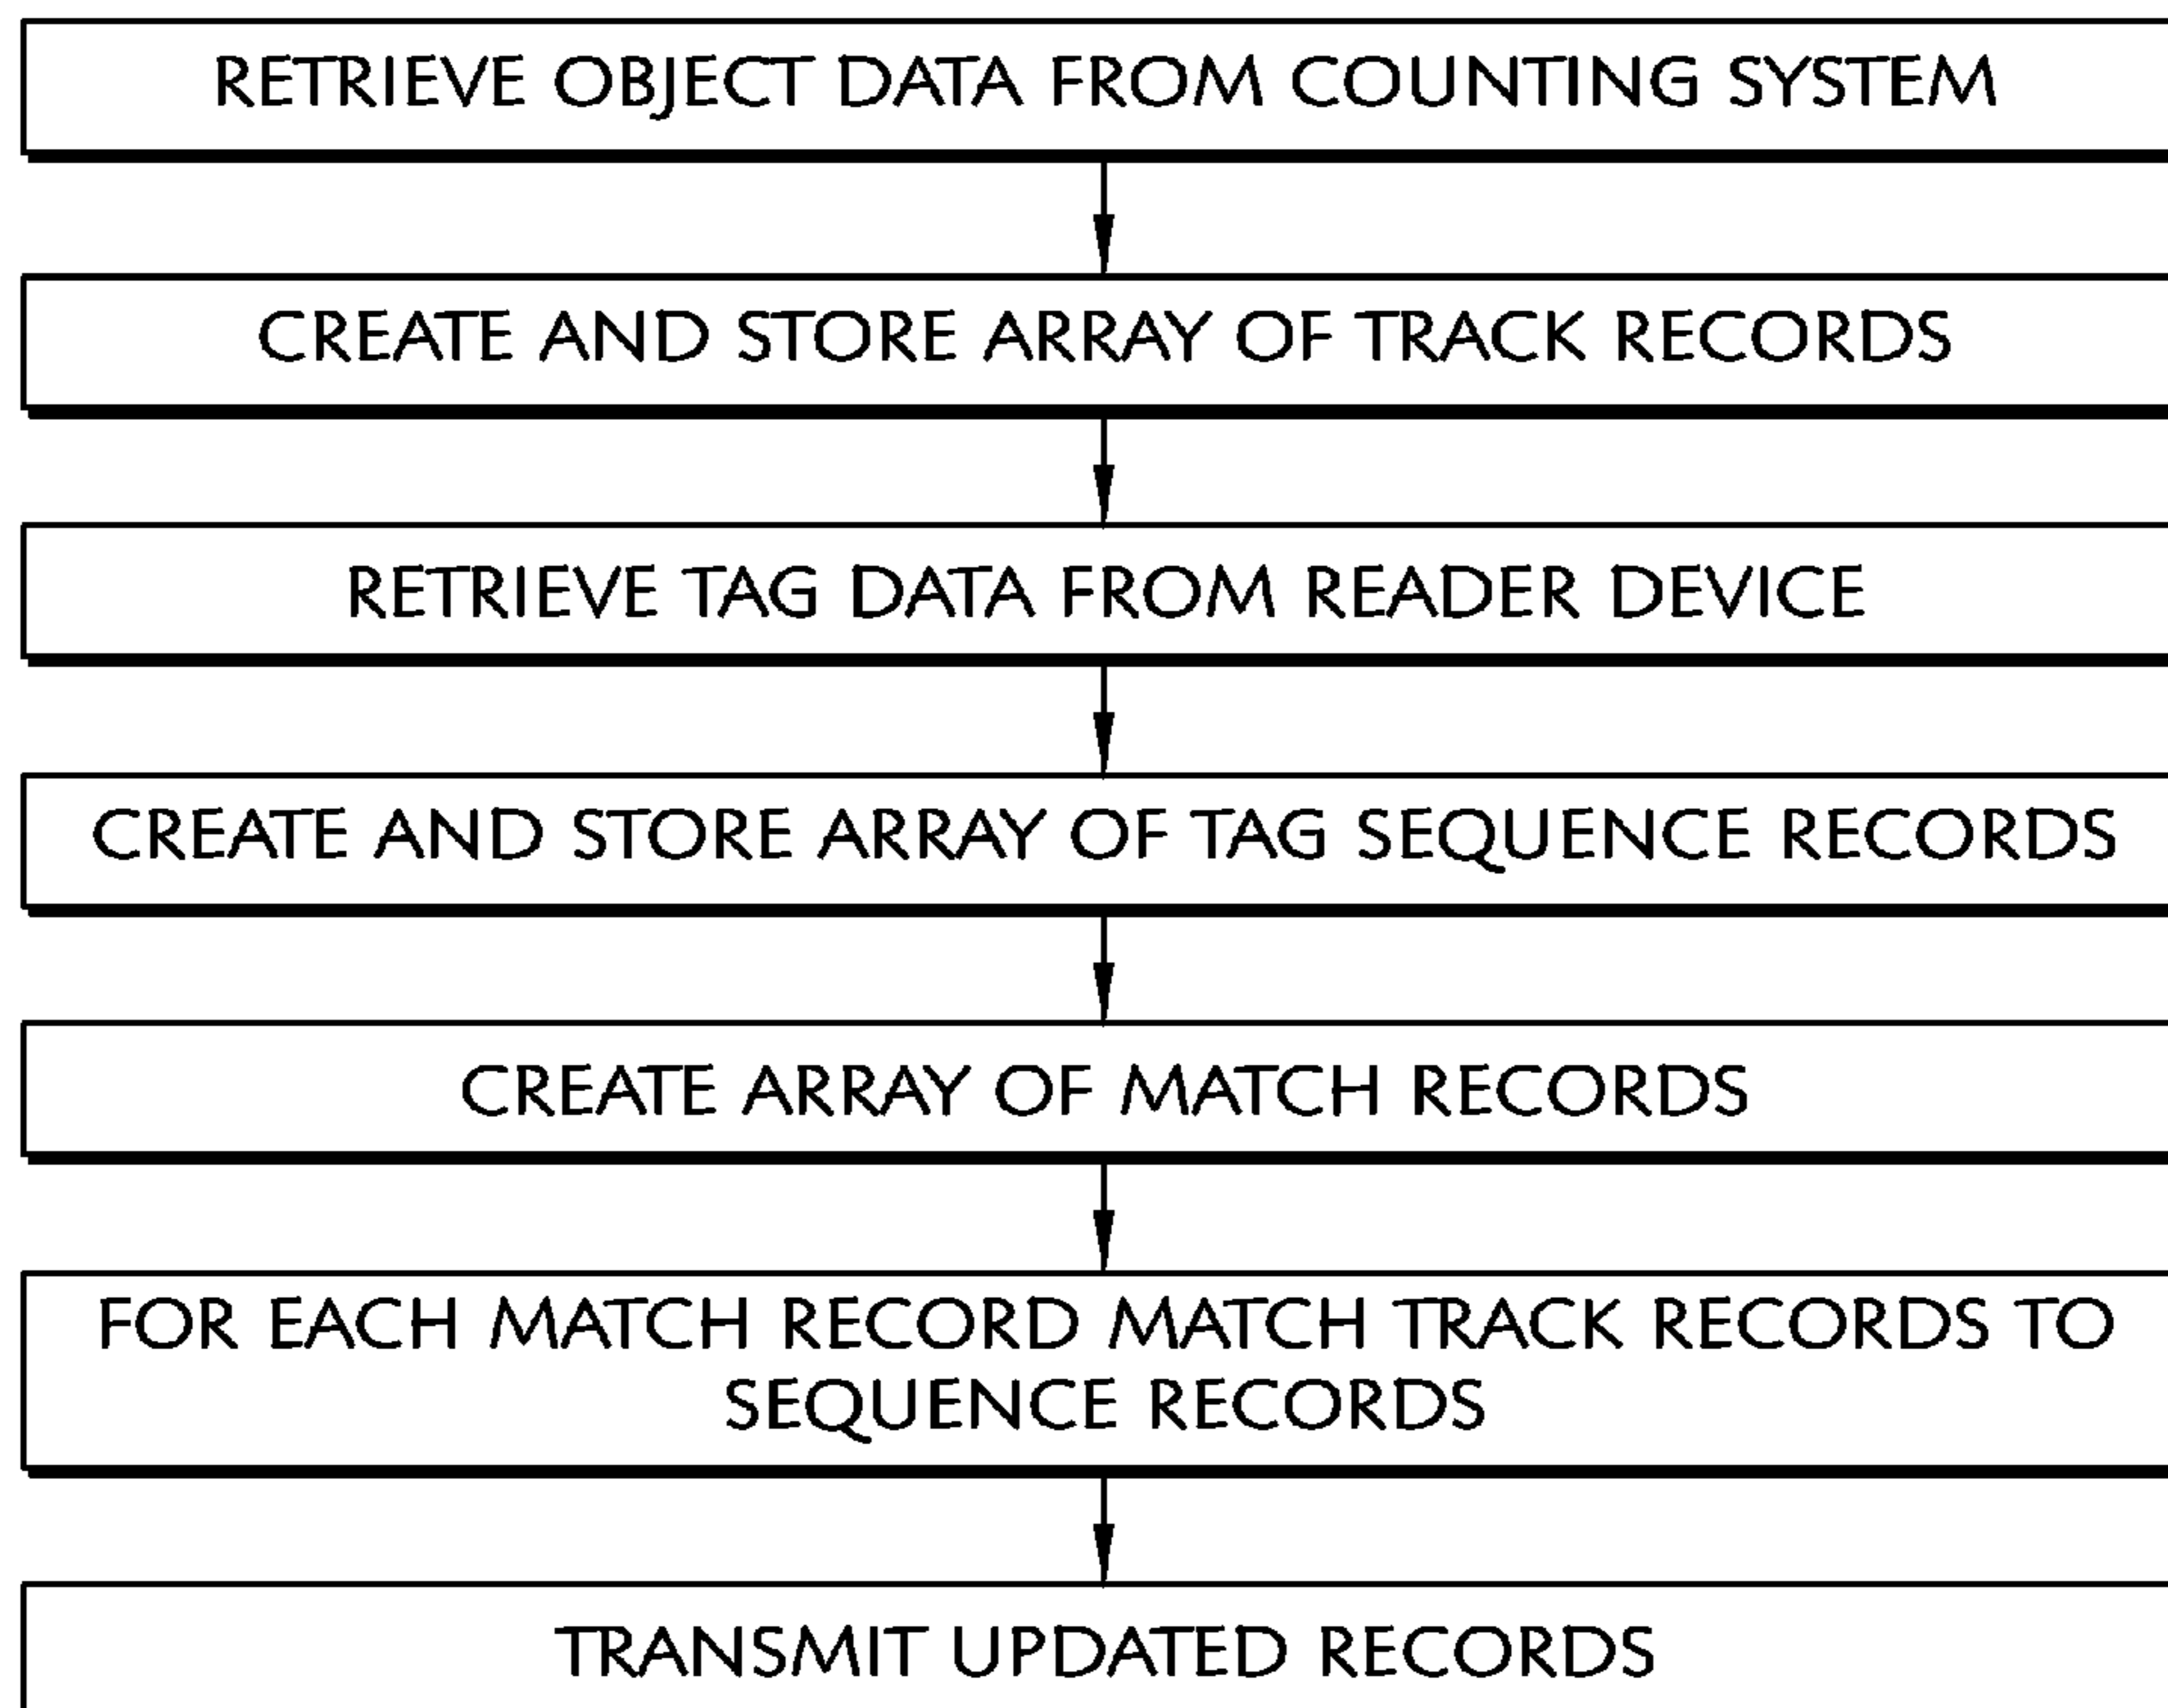 RETRIEVE OBJECT DATA FROM COUNTING SYSTEM
CREATE AND STORE ARRAY OF TRACK RECORDS
RETRIEVE TAG DATA FROM READER DEVICE
CREATE AND STORE ARRAY OF TAG SEQUENCE RECORDS
CREATE ARRAY OF MATCH RECORDS
FOR EACH MATCH RECORD MATCH TRACK RECORDS TO
SEQUENCE RECORDS
TRANSMIT UPDATED RECORDS